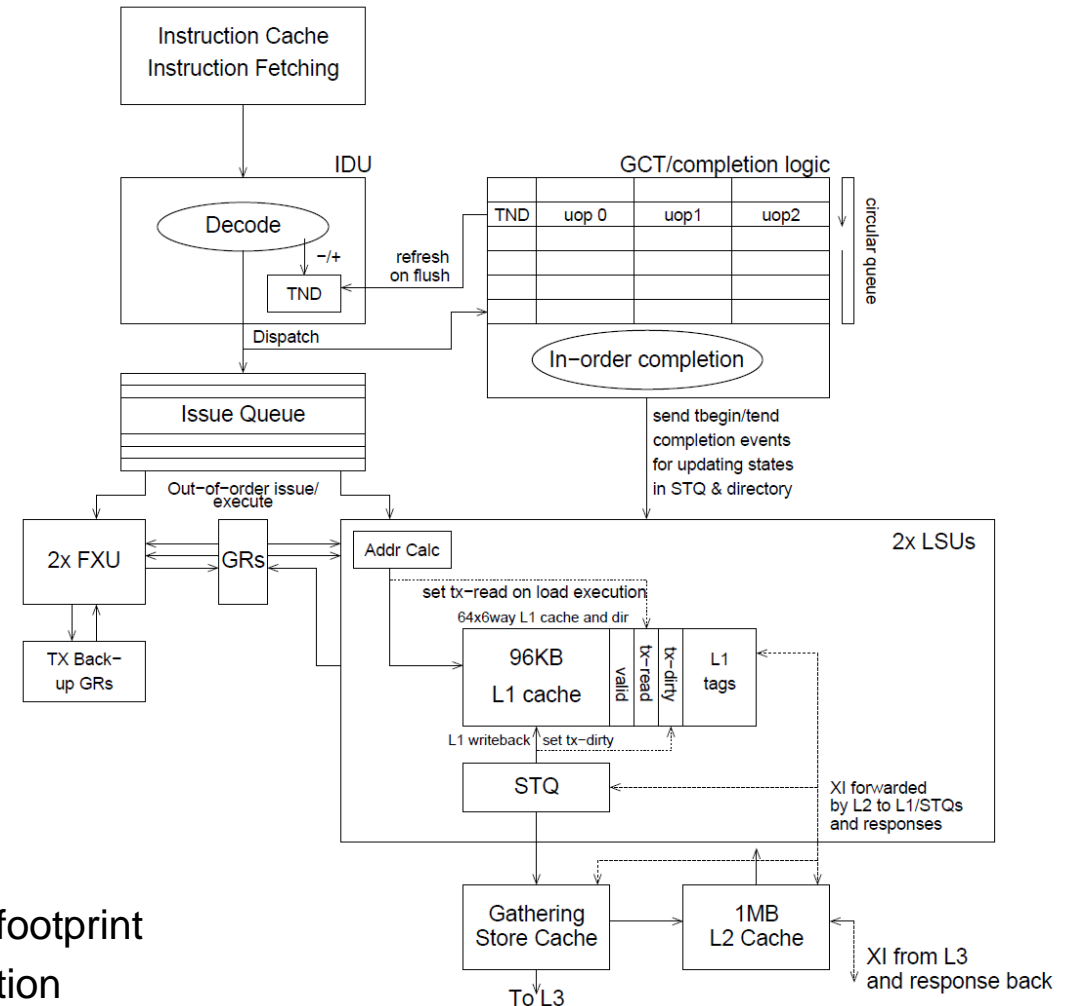 Instruction Cache
Instruction Fetching
IDU
GCT/completion logic
Decode
−/+
TND
refresh
on flush
TND
uop 0
uop1
uop2
circular queue
Dispatch
In−order completion
Issue Queue
send tbegin/tend
completion events
for updating states
in STQ & directory
Out−of−order issue/
execute
2x FXU
GRs
Addr Calc
2x LSUs
set tx−read on load execution
64x6way L1 cache and dir
TX Back−
up GRs
96KB
L1 cache
valid
tx−read
tx−dirty
L1
tags
L1 writeback
set tx−dirty
STQ
XI forwarded
by L2 to L1/STQs
and responses
footprint
tion
Gathering
Store Cache
1MB
L2 Cache
XI from L3
and response back
To L3